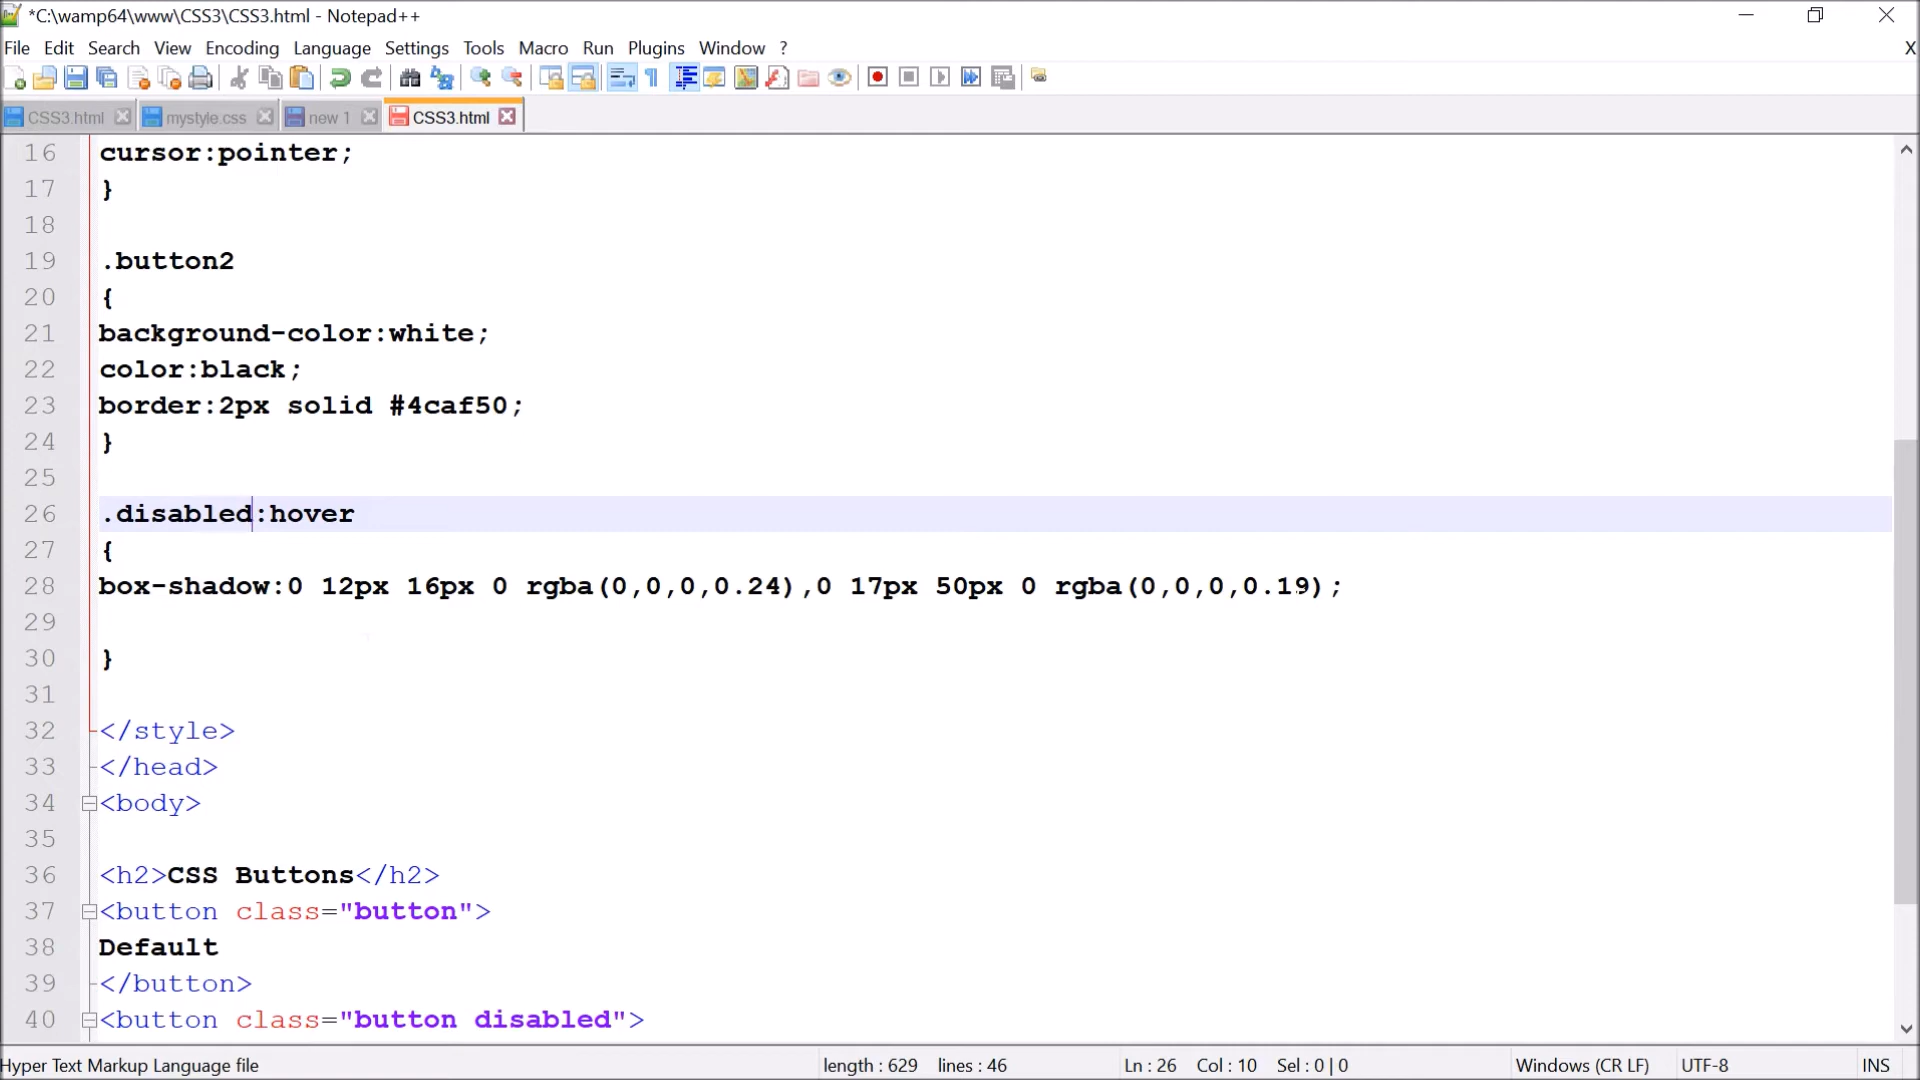 *C:\wamp64\www\CSS3\CSS3.html - Notepad++
File Edit Search View Encoding Language Settings Tools Macro Run Plugins Window ? X
CSS3.html mystyle.css new 1 CSS3.html
16 cursor:pointer;
17 }
18
19 .button2
20 {
21 background-color:white;
22 color:black;
23 border:2px solid #4caf50;
24 }
25
26 .disabled:hover
27 {
28 box-shadow:0 12px 16px 0 rgba(0,0,0,0.24),0 17px 50px 0 rgba(0,0,0,0.19);
29
30 }
31
32 </style>
33 </head>
34 <body>
35
36 <h2>CSS Buttons</h2>
37 <button class="button">
38 Default
39 </button>
40 <button class="button disabled">
Hyper Text Markup Language file length : 629 lines : 46 Ln : 26 Col : 10 Sel : 0 | 0 Windows (CR LF) UTF-8 INS